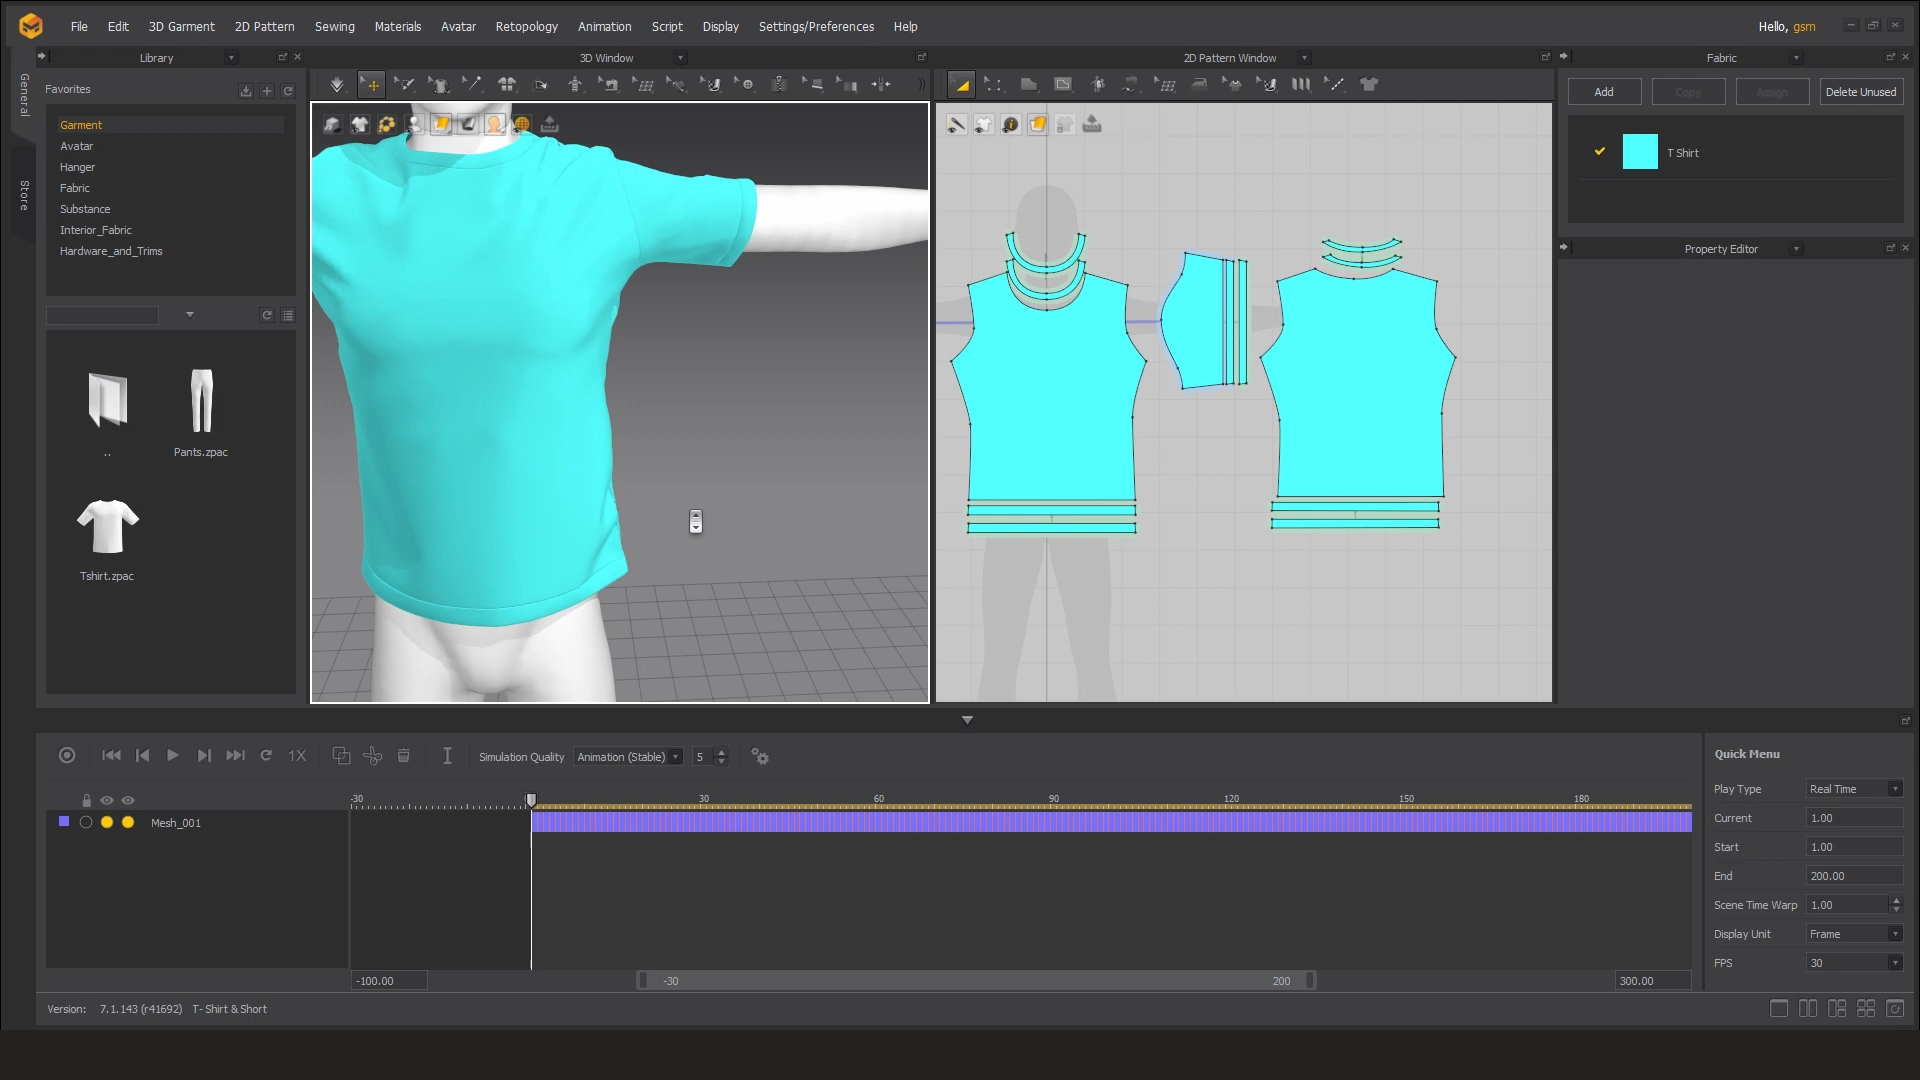 File Edit 3D Garment 2D Pattern Sewing Materials Avatar Retopology Animation Script Display Settings/Preferences Help Hello, gsm
Library 3D Window 2D Pattern Window Fabric
General
Store
Favorites
Garment
Avatar
Hanger
Fabric
Substance
Interior_Fabric
Hardware_and_Trims
..
Pants.zpac
Tshirt.zpac
Add Copy Assign Delete Unused
T Shirt
Property Editor
1X Simulation Quality Animation (Stable) 5
-30 30 60 90 120 150 180
Mesh_001
-100.00 -30 200 300.00
Quick Menu
Play Type Real Time
Current 1.00
Start 1.00
End 200.00
Scene Time Warp 1.00
Display Unit Frame
FPS 30
Version: 7.1.143 (r41692) T- Shirt & Short